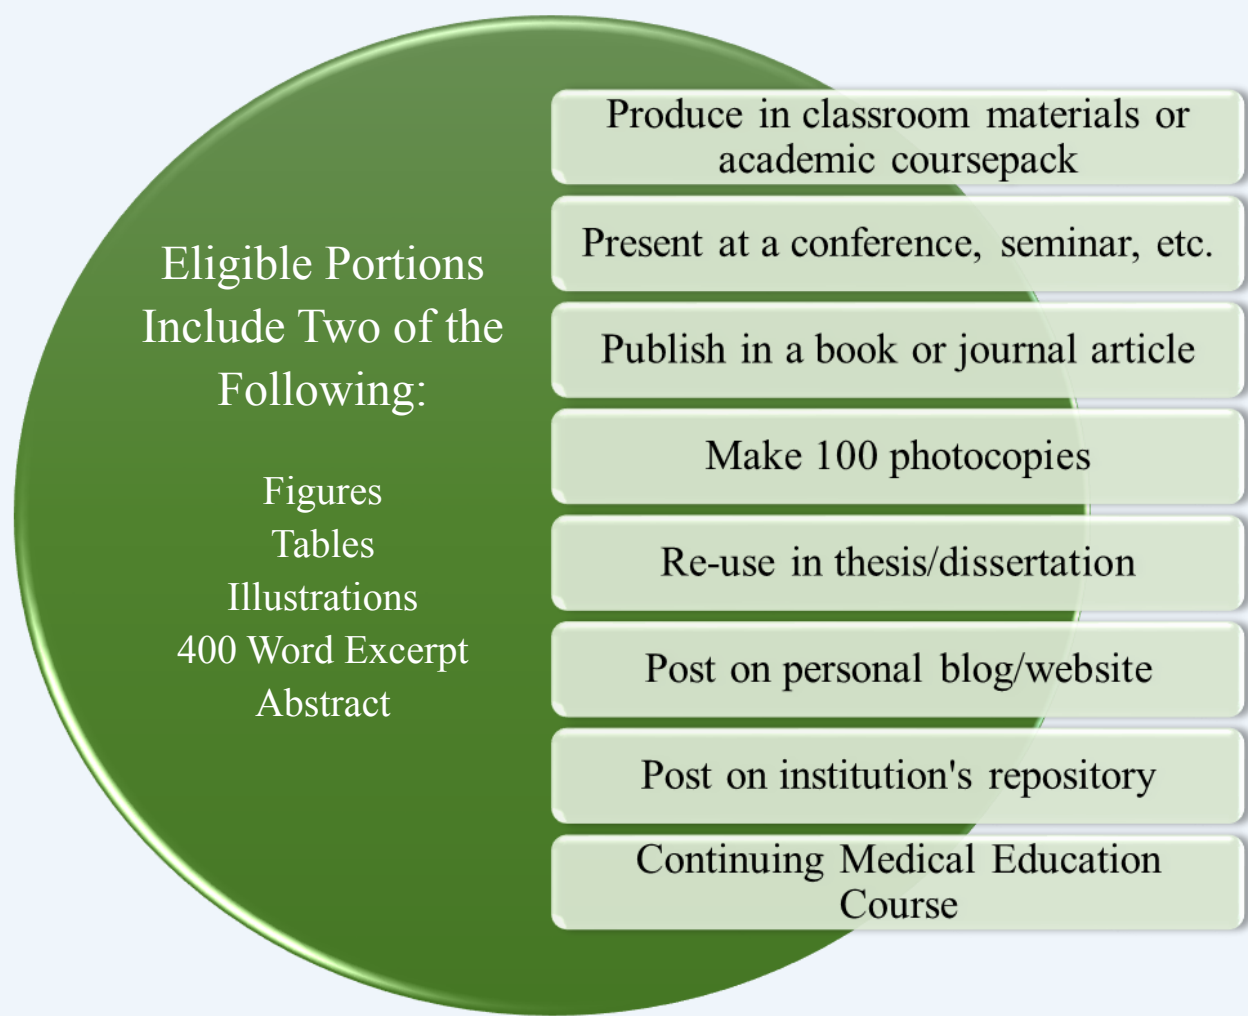 Eligible Portions
Include Two of the
Following:
Figures
Tables
Illustrations
400 Word Excerpt
Abstract
Produce in classroom materials or
academic coursepack
Present at a conference, seminar, etc.
Publish in a book or journal article
Make 100 photocopies
Re-use in thesis/dissertation
Post on personal blog/website
Post on institution's repository
Continuing Medical Education
Course